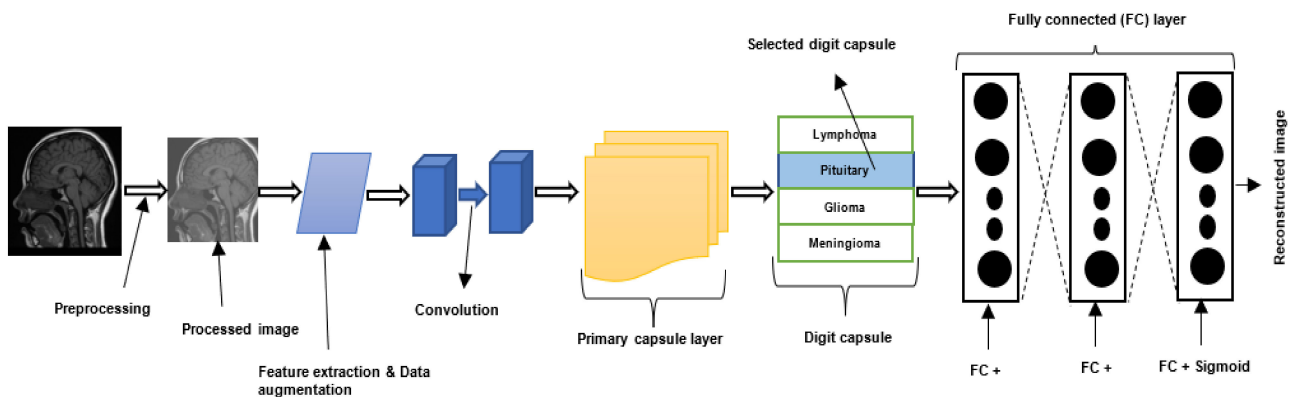 Fully connected (FC) layer
Selected digit capsule
Lymphoma
Pituitary
Glioma
Meningioma
Reconstructed image
Preprocessing
Processed image
Feature extraction & Data
augmentation
Convolution
Primary capsule layer
Digit capsule
FC +
FC +
FC + Sigmoid